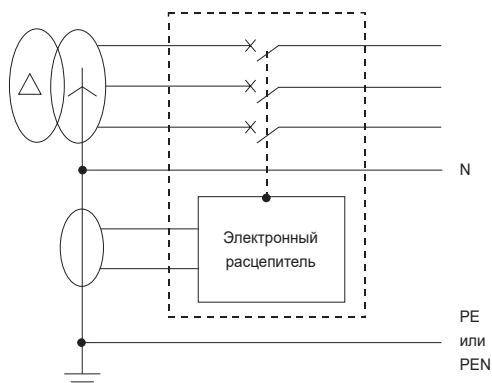 N
Электронный
расцепитель
PE
или
PEN